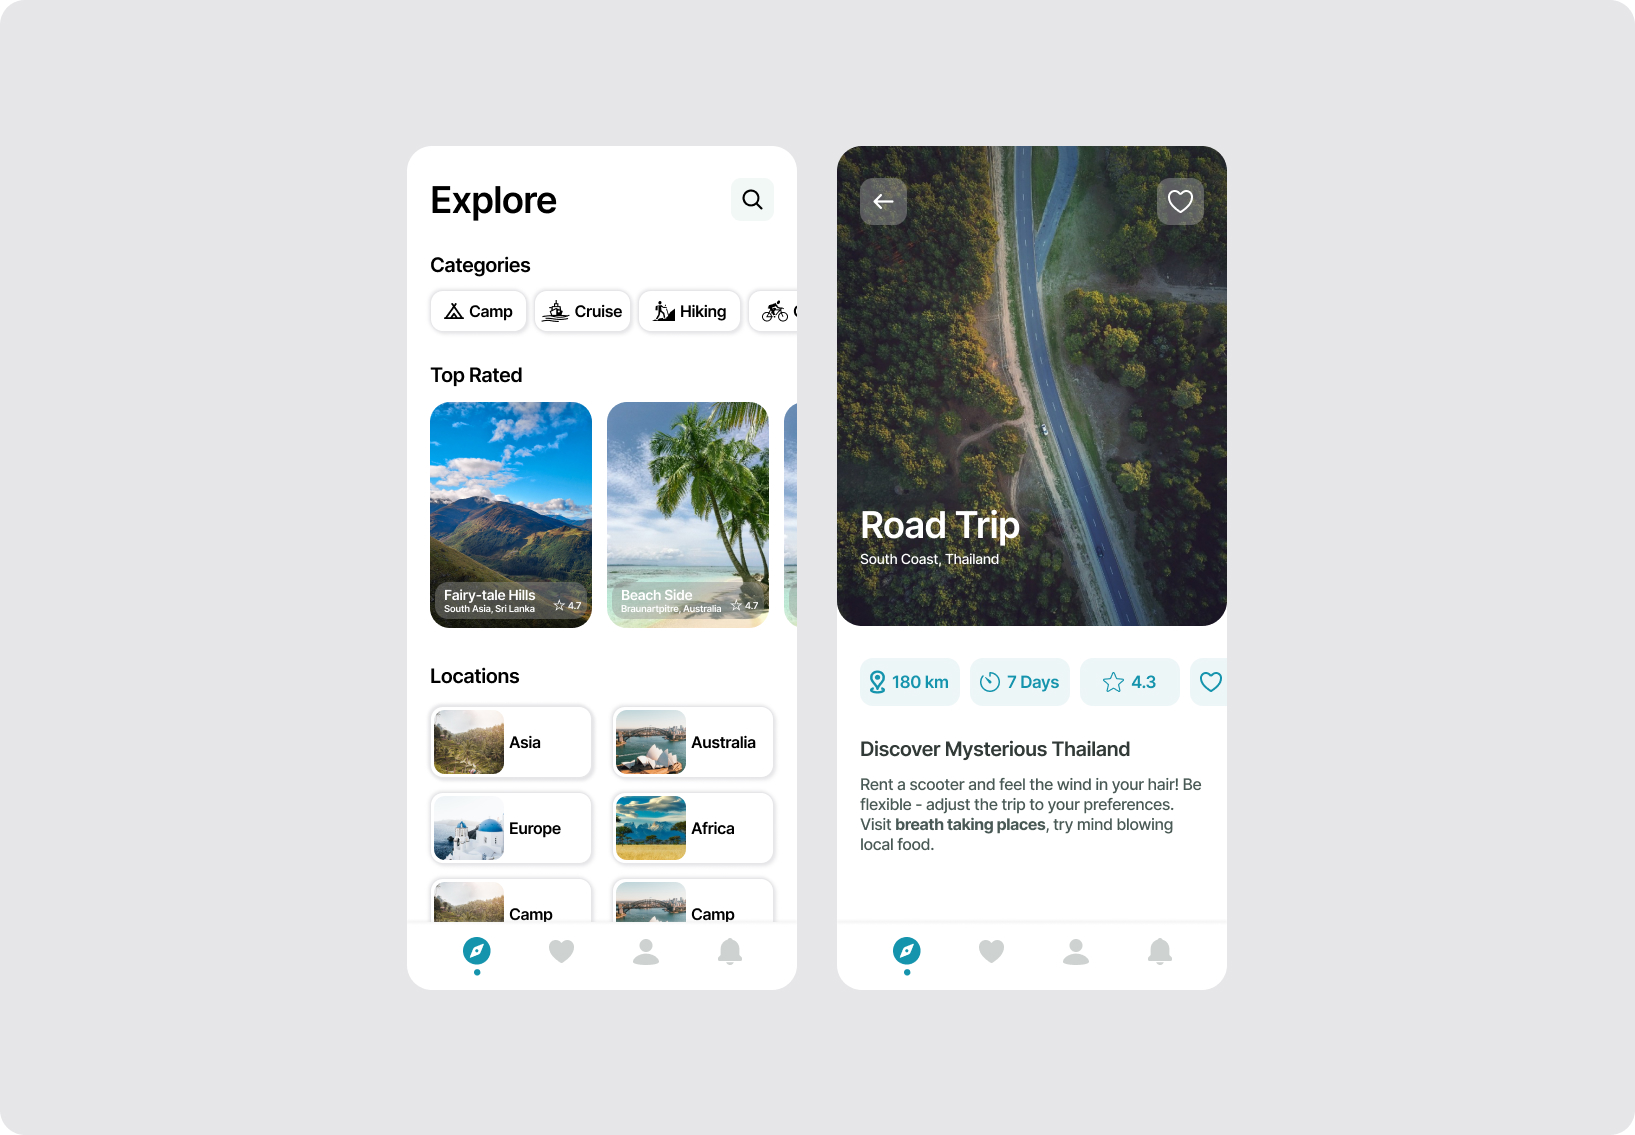 Explore
Categories
Camp
Cruise
Hiking
Top Rated
Fairy-tale Hills
South Asia, Sri Lanka
4.7
Beach Side
Braunartpitre, Australia
4.7
Locations
Asia
Australia
Europe
Africa
Camp
Camp
Road Trip
South Coast, Thailand
180 km
7 Days
4.3
Discover Mysterious Thailand
Rent a scooter and feel the wind in your hair! Be
flexible - adjust the trip to your preferences.
Visit breath taking places, try mind blowing
local food.